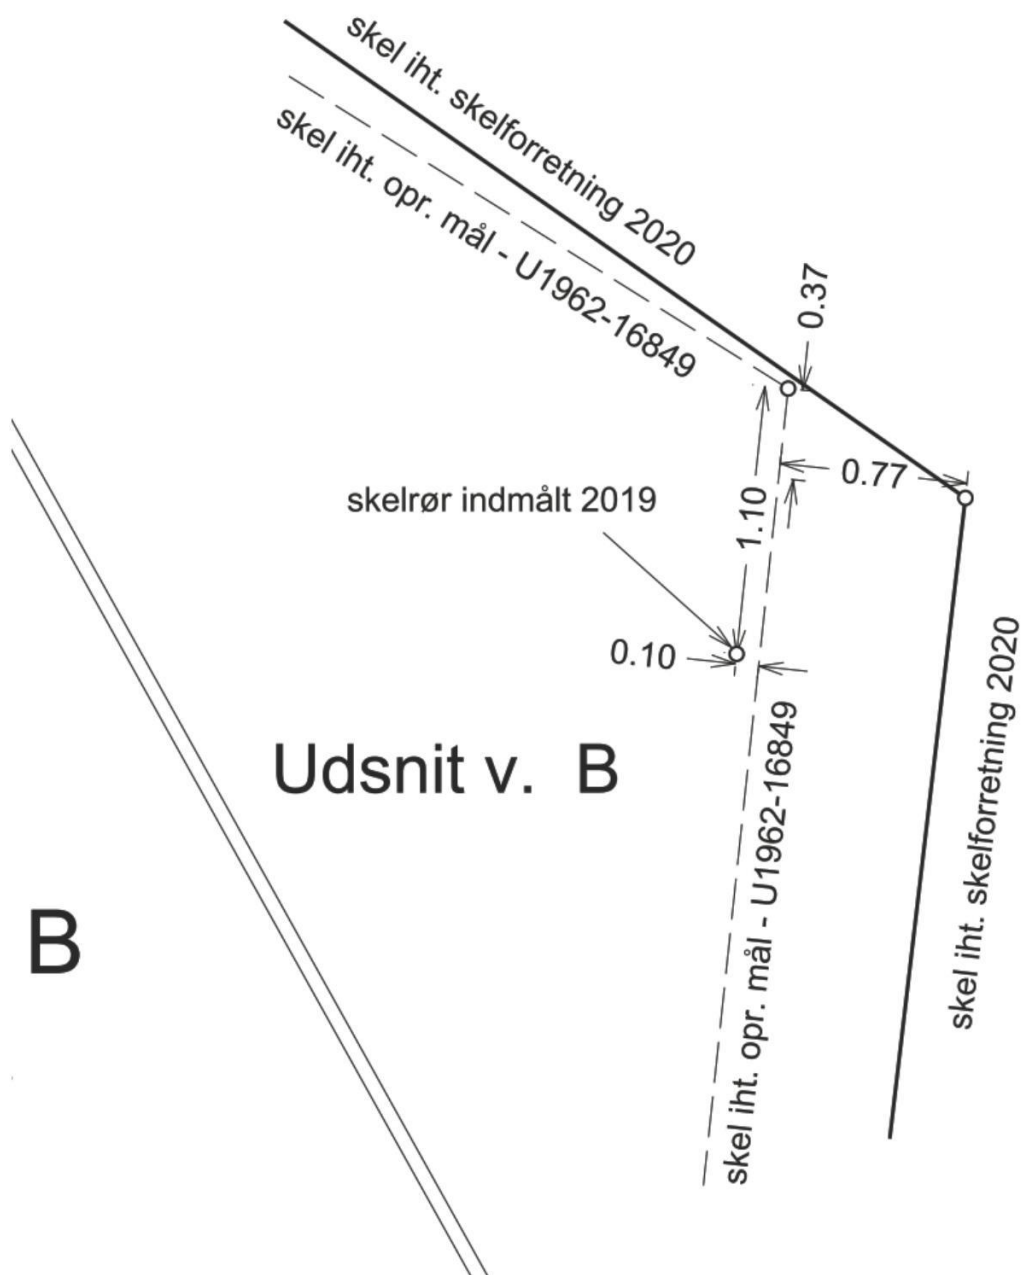 skel iht. skelforretning 2020
skel iht. opr. mål - U1962-16849
0.37
0.77
1.10
skelrør indmålt 2019
0.10
skel iht. skelforretning 2020
Udsnit v. B
skel iht. opr. mål - U1962-16849
B